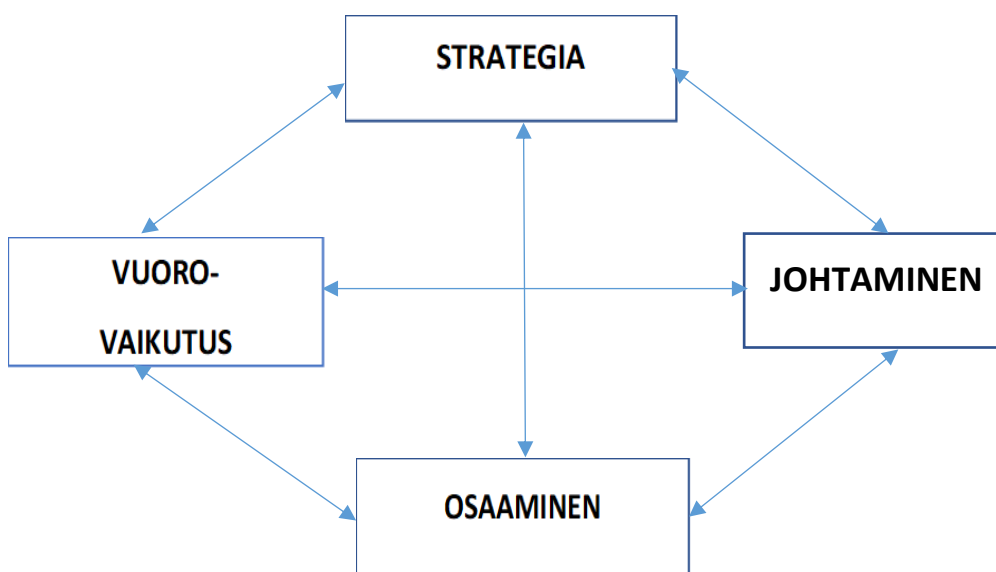 STRATEGIA
VUORO-
VAIKUTUS
JOHTAMINEN
OSAAMINEN